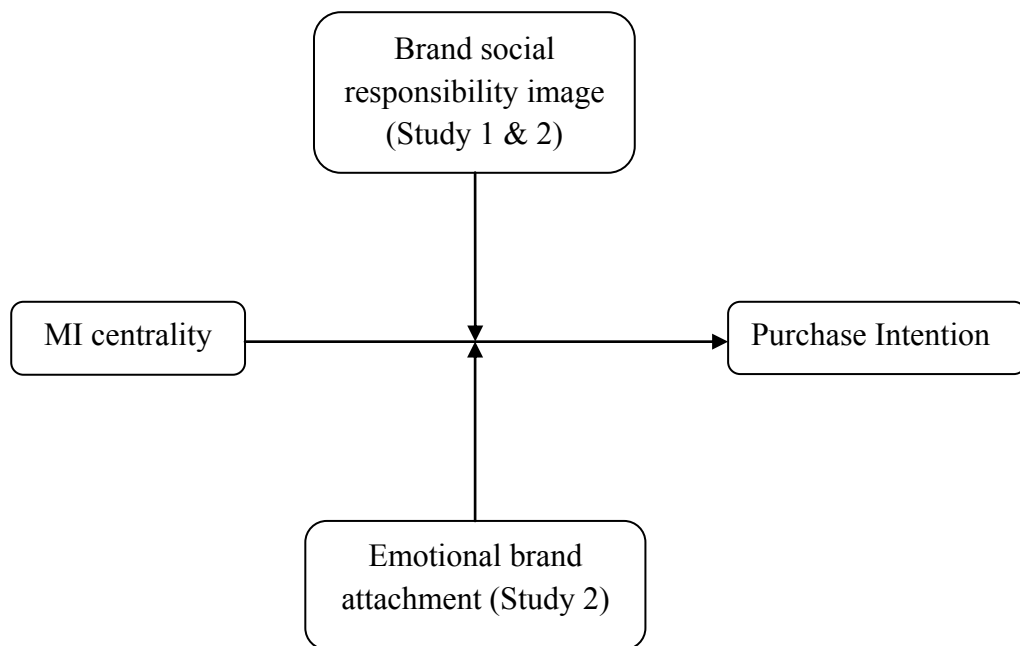 Brand social
responsibility image
(Study 1 & 2)
MI centrality
Purchase Intention
Emotional brand
attachment (Study 2)